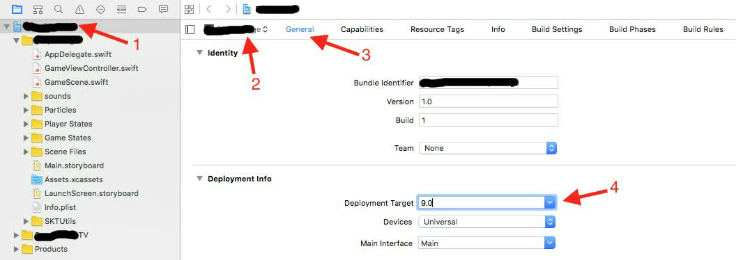 1
AppDelegate.swift
GameViewController.swift
GameScene.swift
sounds
Particles
Player States
Game States
Scene Files
Main.storyboard
Assets.xcassets
LaunchScreen.storyboard
Info.plist
SKTUtils
TV
Products
General
Capabilities
Resource Tags
Info
Build Settings
Build Phases
Build Rules
2
3
Identity
Bundle Identifier
Version 1.0
Build 1
Team None
Deployment Info
4
Deployment Target 9.0
Devices Universal
Main Interface Main